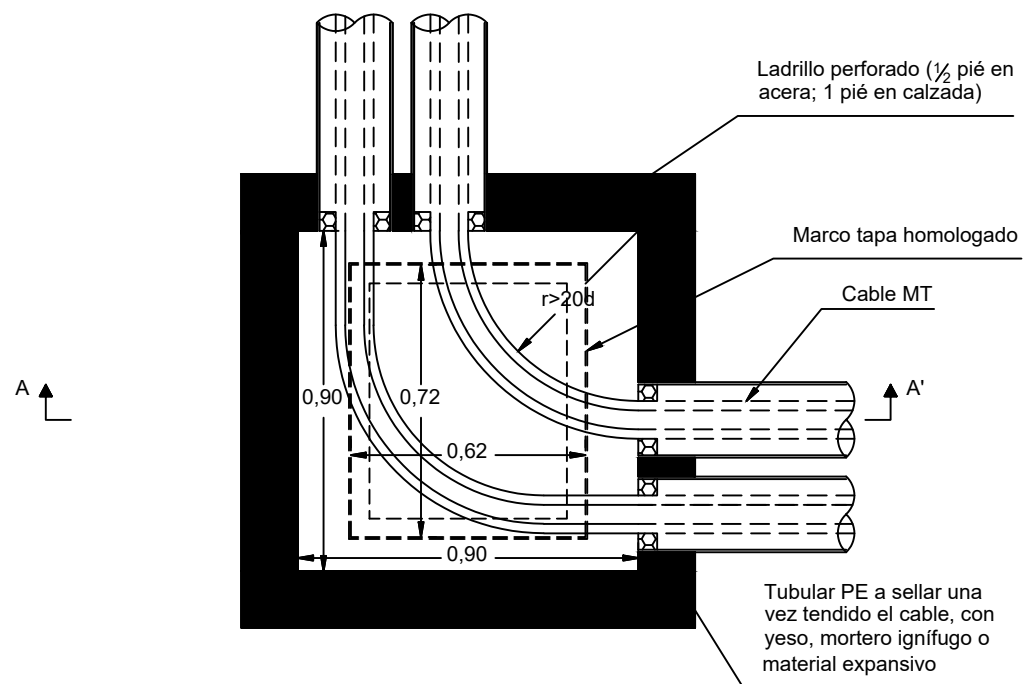 Ladrillo perforado (½ pié en
acera; 1 pié en calzada)
Marco tapa homologado
Cable MT
r>20d
A
A'
0,90
0,72
0,62
0,90
Tubular PE a sellar una
vez tendido el cable, con
yeso, mortero ignífugo o
material expansivo